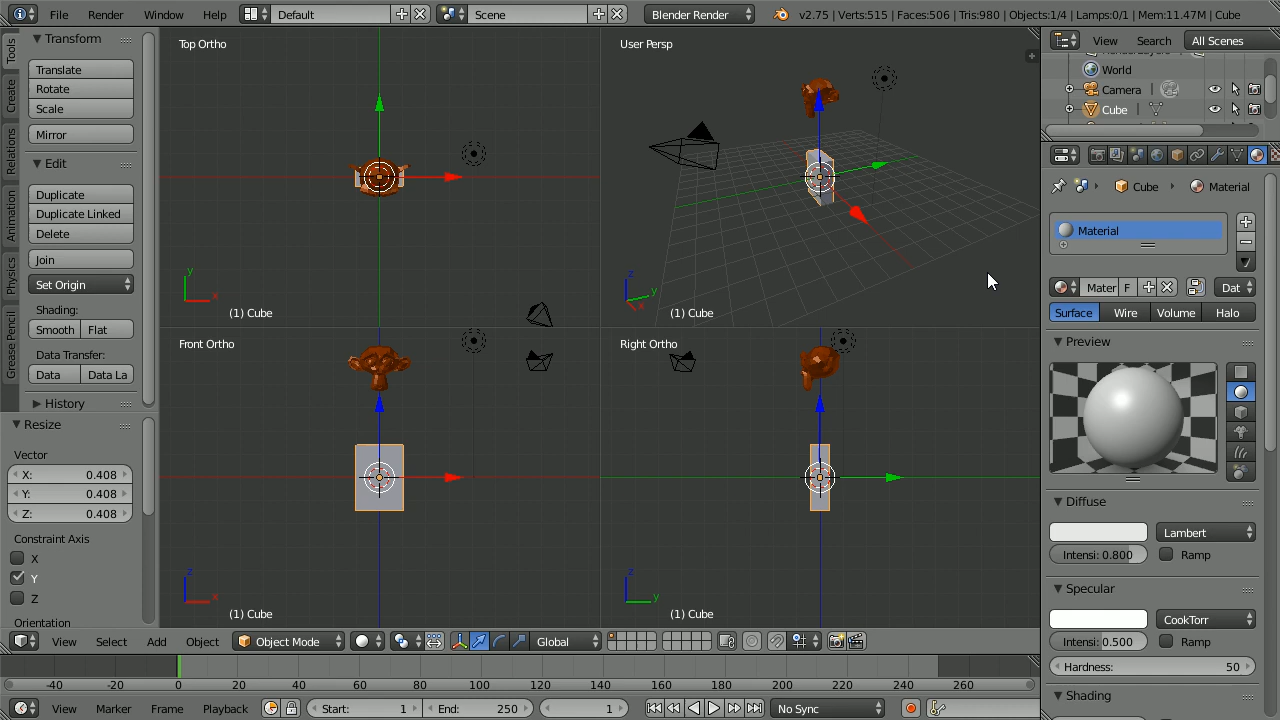 File Render Window Help Default Scene Blender Render v2.75 | Verts:515 | Faces:506 | Tris:980 | Objects:1/4 | Lamps:0/1 | Mem:11.47M | Cube
Tools
Create
Relations
Animation
Physics
Grease Pencil
Transform
Translate
Rotate
Scale
Mirror
Edit
Duplicate
Duplicate Linked
Delete
Join
Set Origin
Shading:
Smooth Flat
Data Transfer:
Data Data La
History
Resize
Vector
X: 0.408
Y: 0.408
Z: 0.408
Constraint Axis
X
Y
Z
Orientation
Top Ortho
y
x
(1) Cube
User Persp
z
y
x
(1) Cube
Front Ortho
z
x
(1) Cube
Right Ortho
z
y
(1) Cube
View Select Add Object Object Mode Global
-40 -20 0 20 40 60 80 100 120 140 160 180 200 220 240 260
View Marker Frame Playback Start: 1 End: 250 1 No Sync
View Search All Scenes
World
Camera
Cube
Cube Material
Material
Mater F Dat
Surface Wire Volume Halo
Preview
Diffuse
Lambert
Intensi: 0.800 Ramp
Specular
CookTorr
Intensi: 0.500 Ramp
Hardness: 50
Shading